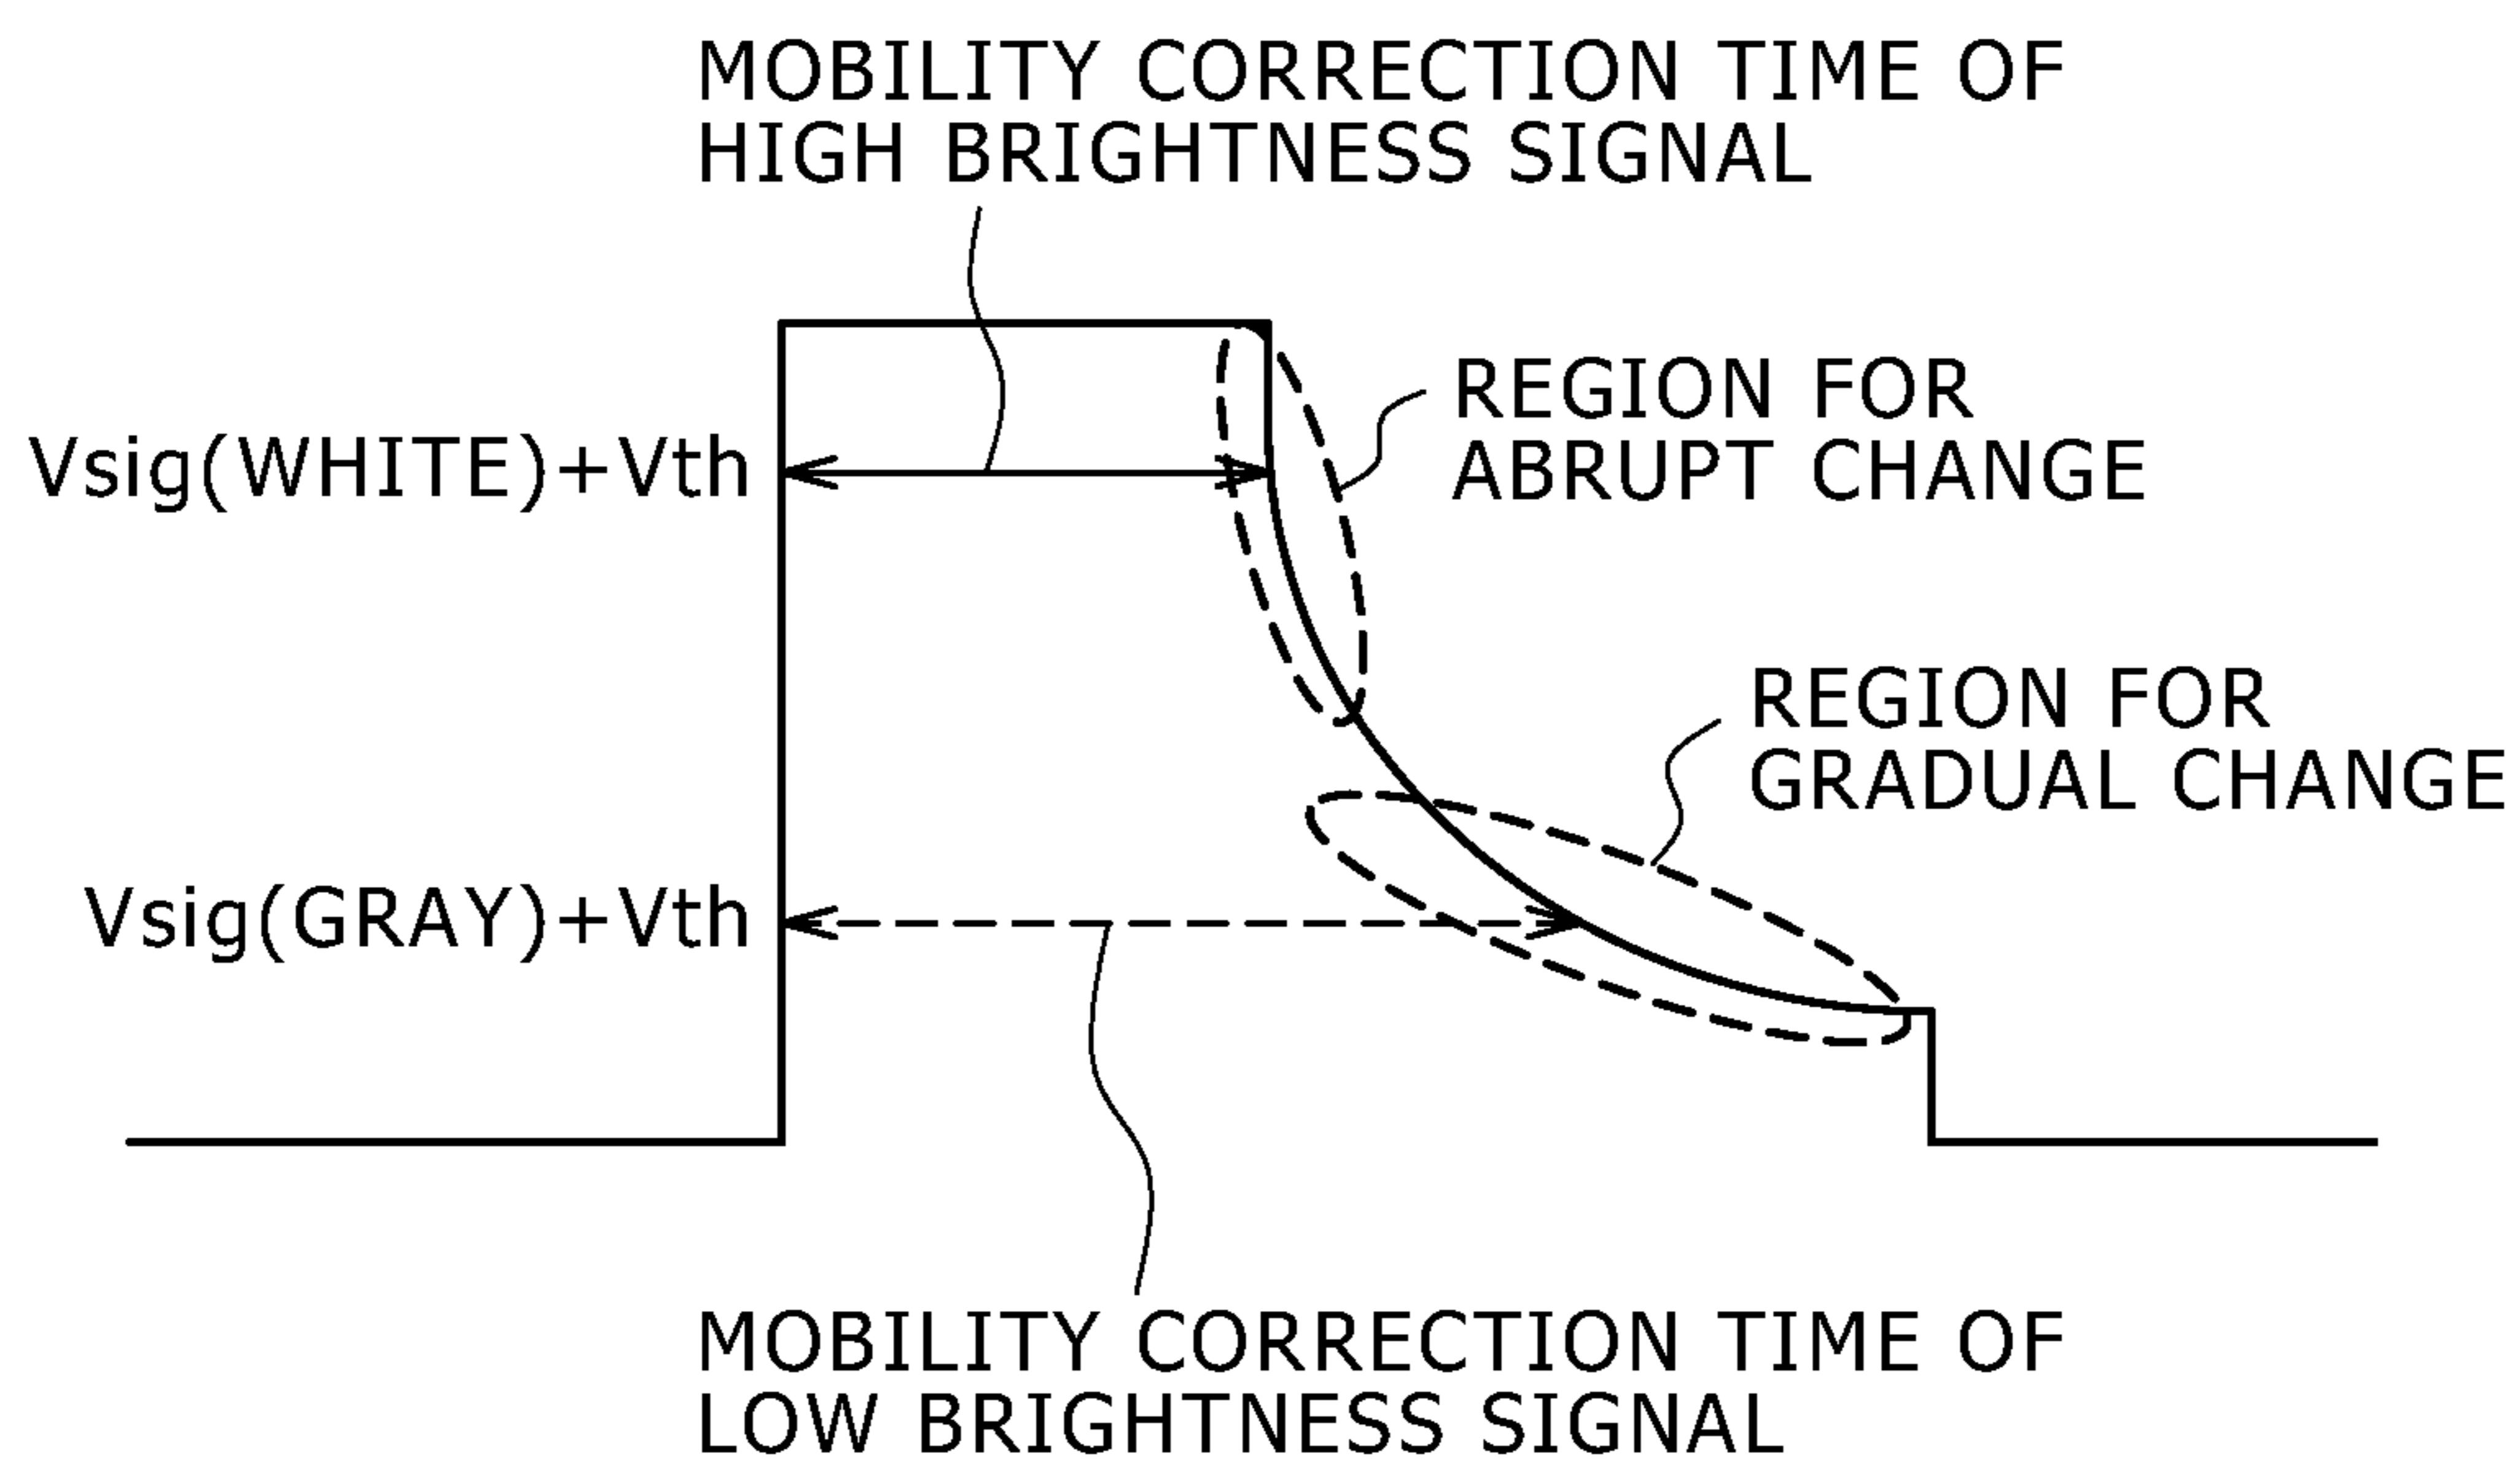 MOBILITY CORRECTION TIME OF
HIGH BRIGHTNESS SIGNAL
REGION FOR
ABRUPT CHANGE
Vsig(WHITE)+Vth
REGION FOR
GRADUAL CHANGE
Vsig(GRAY)+Vth
MOBILITY CORRECTION TIME OF
LOW BRIGHTNESS SIGNAL